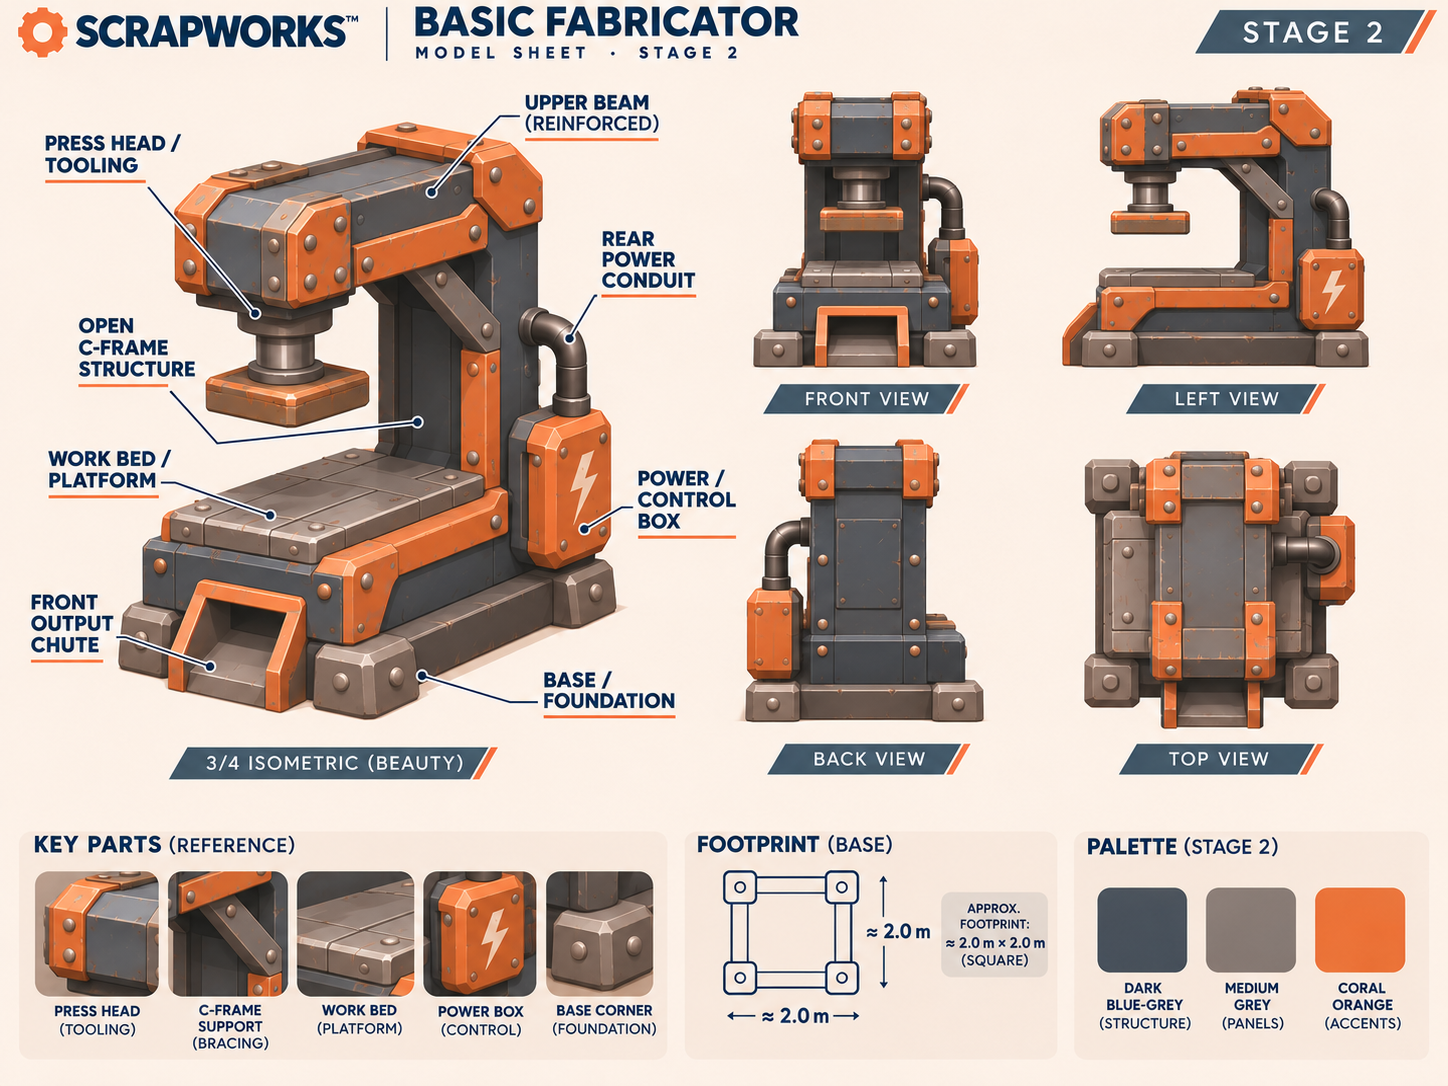 SCRAPWORKS™
BASIC FABRICATOR
MODEL SHEET · STAGE 2
STAGE 2
UPPER BEAM
(REINFORCED)
PRESS HEAD /
TOOLING
REAR
POWER
CONDUIT
OPEN
C-FRAME
STRUCTURE
WORK BED /
PLATFORM
POWER /
CONTROL
BOX
FRONT
OUTPUT
CHUTE
BASE /
FOUNDATION
3/4 ISOMETRIC (BEAUTY)
FRONT VIEW
LEFT VIEW
BACK VIEW
TOP VIEW
KEY PARTS (REFERENCE)
PRESS HEAD
(TOOLING)
C-FRAME
SUPPORT
(BRACING)
WORK BED
(PLATFORM)
POWER BOX
(CONTROL)
BASE CORNER
(FOUNDATION)
FOOTPRINT (BASE)
≈ 2.0 m
≈ 2.0 m
APPROX.
FOOTPRINT:
≈ 2.0 m × 2.0 m
(SQUARE)
PALETTE (STAGE 2)
DARK
BLUE-GREY
(STRUCTURE)
MEDIUM
GREY
(PANELS)
CORAL
ORANGE
(ACCENTS)